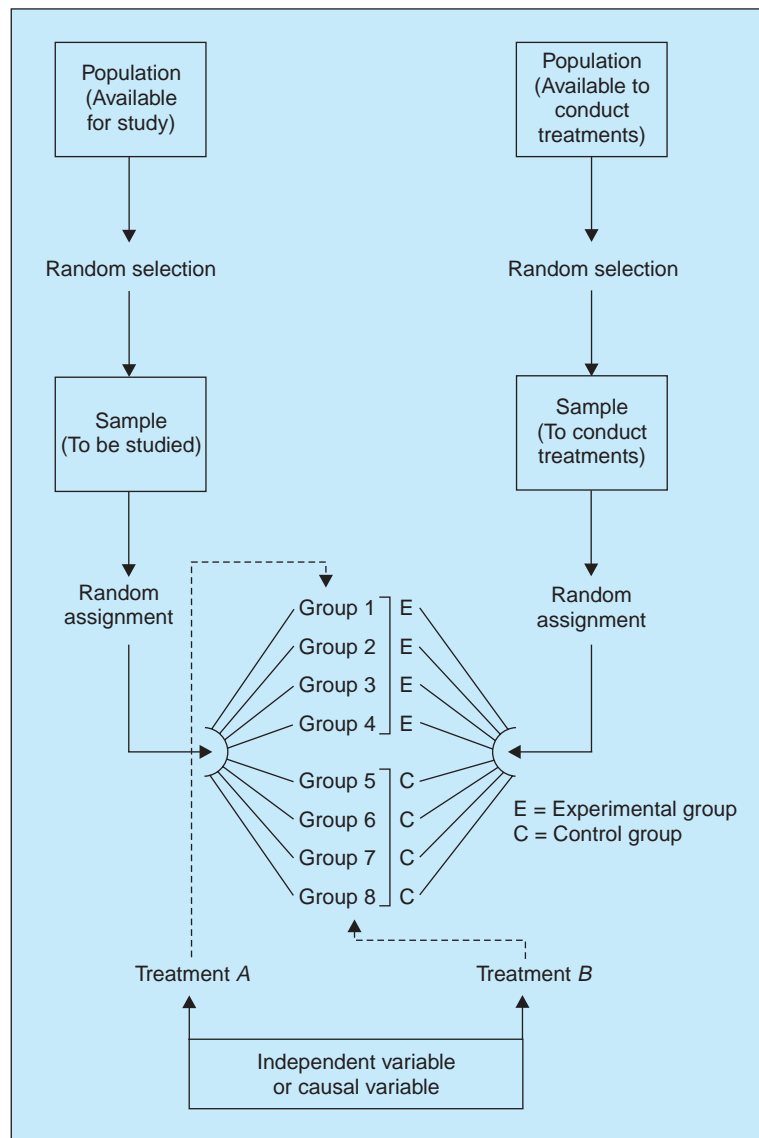 Population
(Available
for study)
Population
(Available to
conduct
treatments)
Random selection
Random selection
Sample
(To be studied)
Sample
(To conduct
treatments)
Random
assignment
Random
assignment
Group 1 E
Group 2 E
Group 3 E
Group 4 E
Group 5 C
Group 6 C
Group 7 C
Group 8 C
E = Experimental group
C = Control group
Treatment A
Treatment B
Independent variable
or causal variable